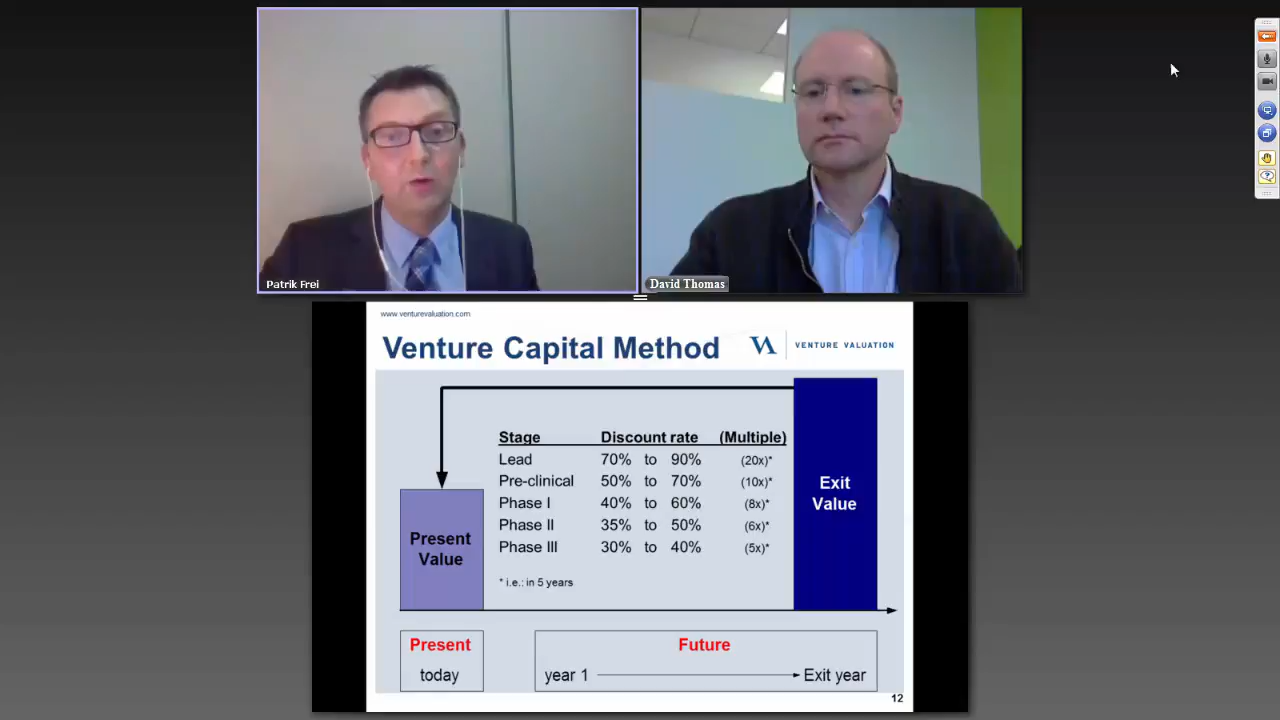 Patrik Frei
David Thomas
www.venturevaluation.com
Venture Capital Method
VA
VENTURE VALUATION
Stage Discount rate (Multiple)
Lead 70% to 90% (20x)*
Pre-clinical 50% to 70% (10x)*
Phase I 40% to 60% (8x)*
Phase II 35% to 50% (6x)*
Phase III 30% to 40% (5x)*
* i.e.: in 5 years
Present
Value
Exit
Value
Present
today
Future
year 1 Exit year
12